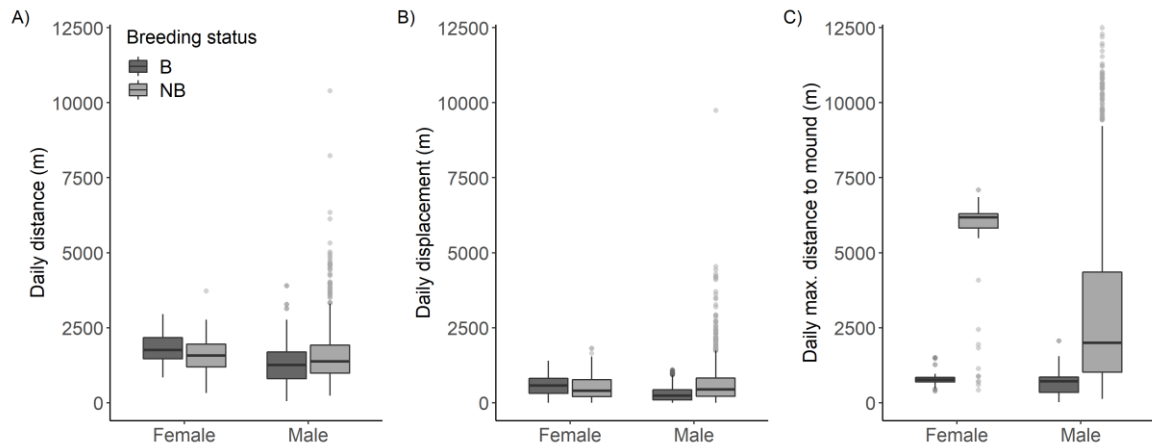 A)
12500
10000
7500
5000
2500
0
Daily distance (m)
Breeding status
B
NB
Female Male
B)
12500
10000
7500
5000
2500
0
Daily displacement (m)
Female Male
C)
12500
10000
7500
5000
2500
0
Daily max. distance to mound (m)
Female Male